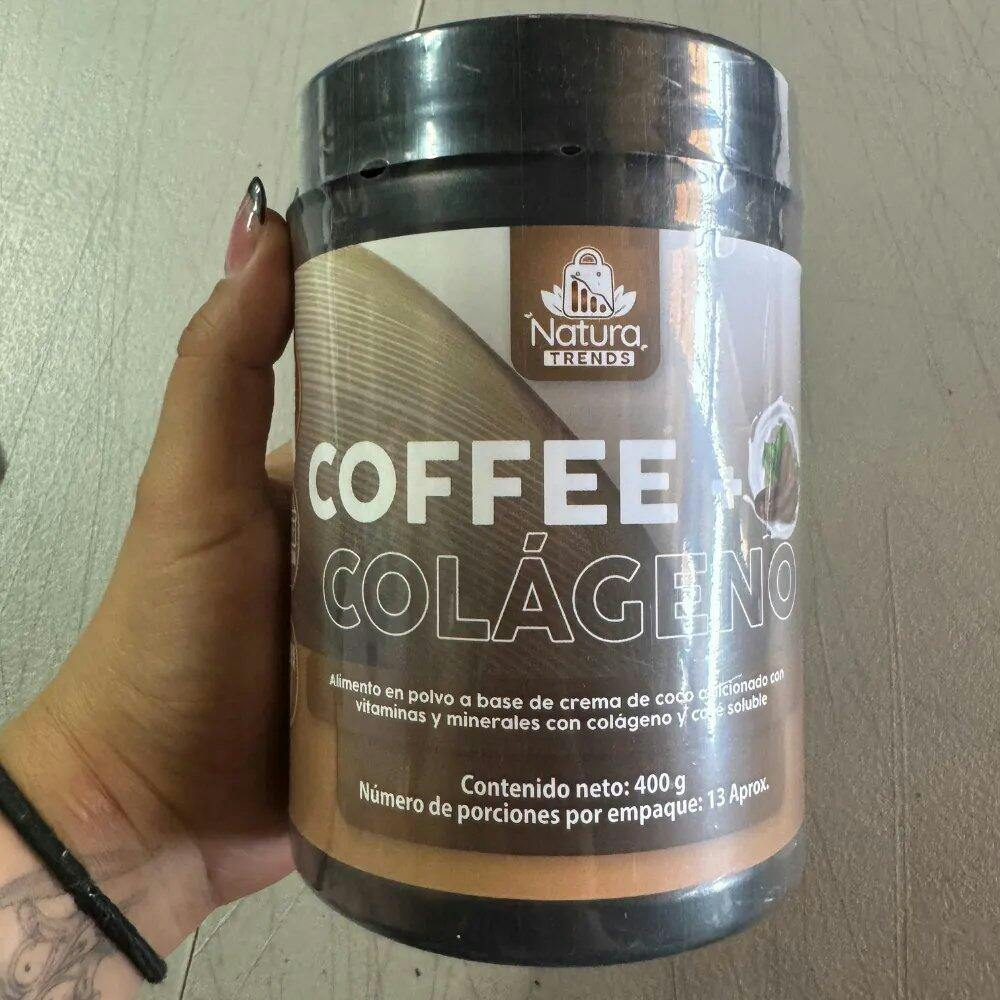 Natura
TRENDS
COFFEE +
COLÁGENO
Alimento en polvo a base de crema de coco adicionado con
vitaminas y minerales con colágeno y café soluble
Contenido neto: 400 g
Número de porciones por empaque: 13 Aprox.